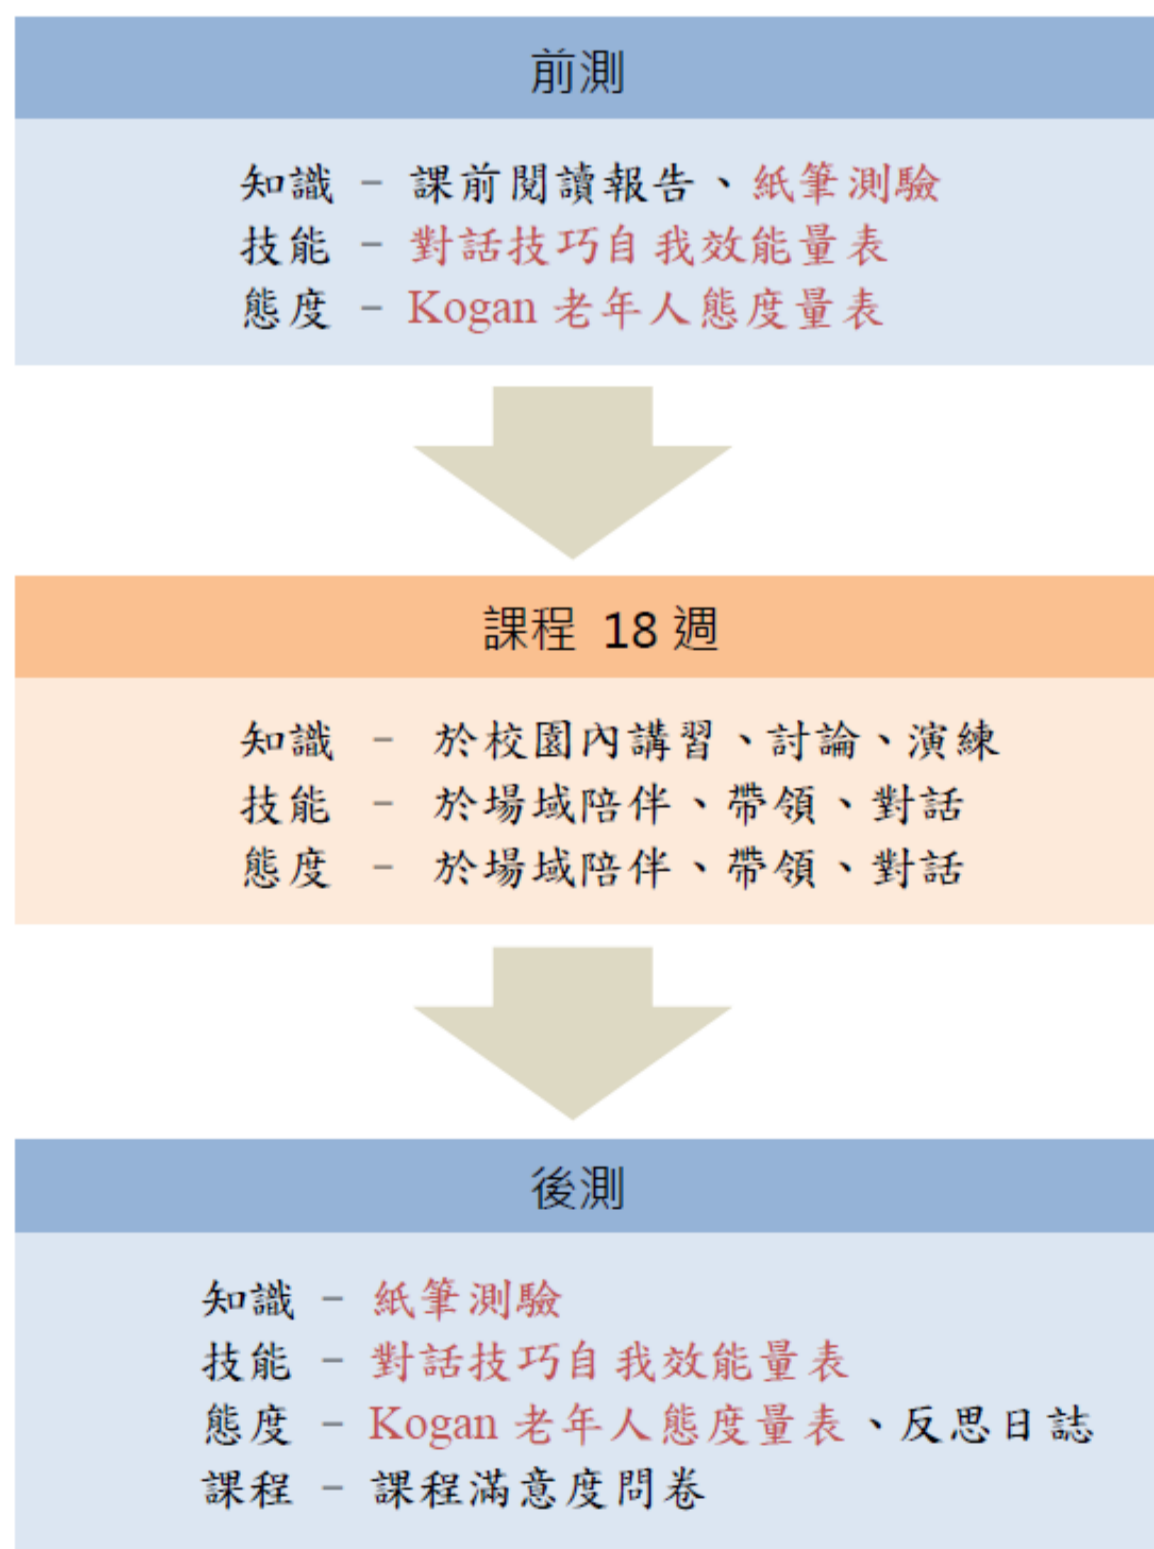 前測
知識 - 課前閱讀報告、紙筆測驗
技能 - 對話技巧自我效能量表
態度 - Kogan 老年人態度量表
課程 18 週
知識 - 於校園內講習、討論、演練
技能 - 於場域陪伴、帶領、對話
態度 - 於場域陪伴、帶領、對話
後測
知識 - 紙筆測驗
技能 - 對話技巧自我效能量表
態度 - Kogan 老年人態度量表、反思日誌
課程 - 課程滿意度問卷